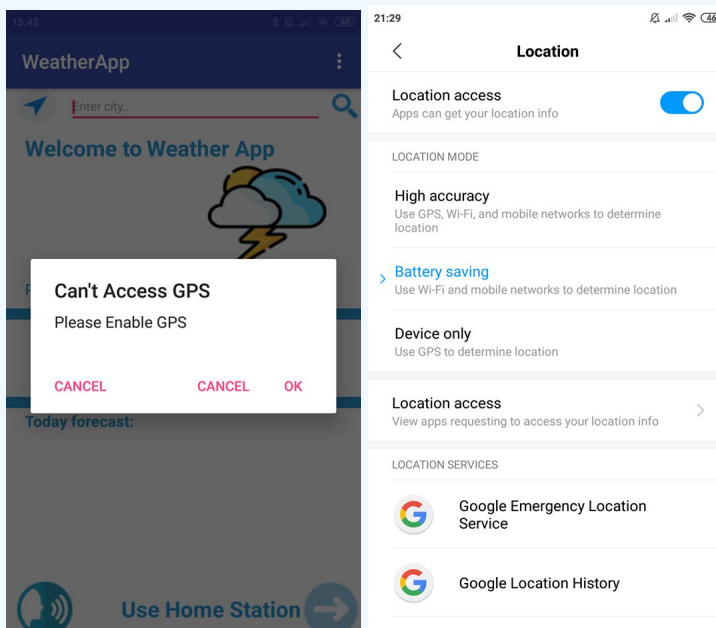 15:42
68
WeatherApp
Enter city...
Welcome to Weather App
Can't Access GPS
Please Enable GPS
CANCEL CANCEL OK
Today forecast:
Use Home Station
21:29
46
Location
Location access
Apps can get your location info
LOCATION MODE
High accuracy
Use GPS, Wi-Fi, and mobile networks to determine
location
Battery saving
Use Wi-Fi and mobile networks to determine location
Device only
Use GPS to determine location
Location access
View apps requesting to access your location info
LOCATION SERVICES
Google Emergency Location
Service
Google Location History